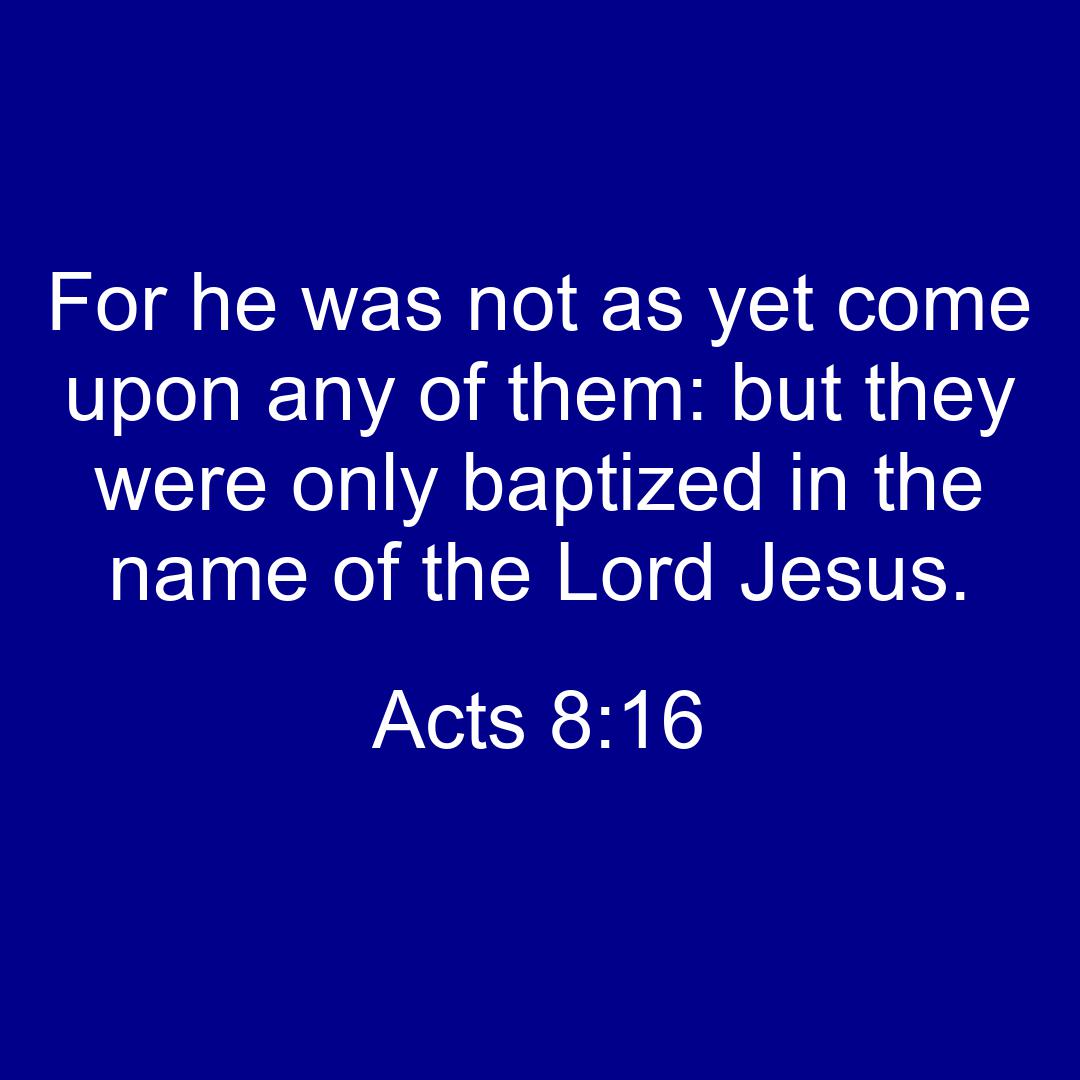 For he was not as yet come
upon any of them: but they
were only baptized in the
name of the Lord Jesus.
Acts 8:16